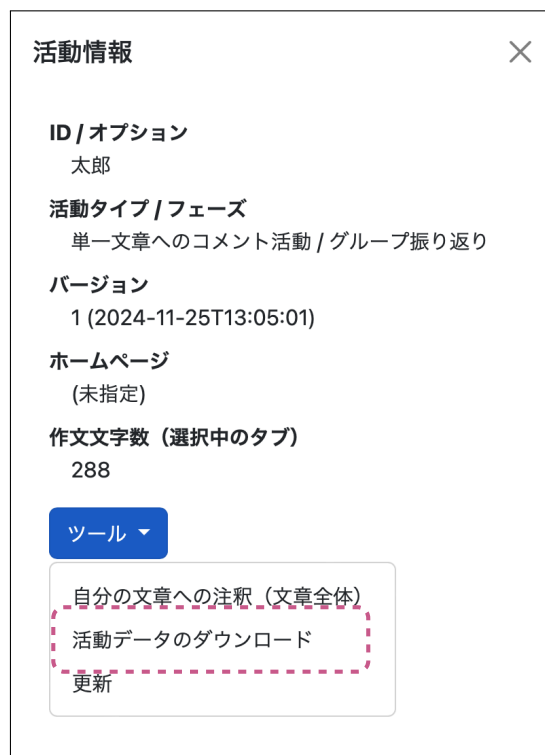 活動情報
ID / オプション
太郎
活動タイプ / フェーズ
単一文章へのコメント活動 / グループ振り返り
バージョン
1 (2024-11-25T13:05:01)
ホームページ
(未指定)
作文文字数（選択中のタブ）
288
ツール
自分の文章への注釈（文章全体）
活動データのダウンロード
更新